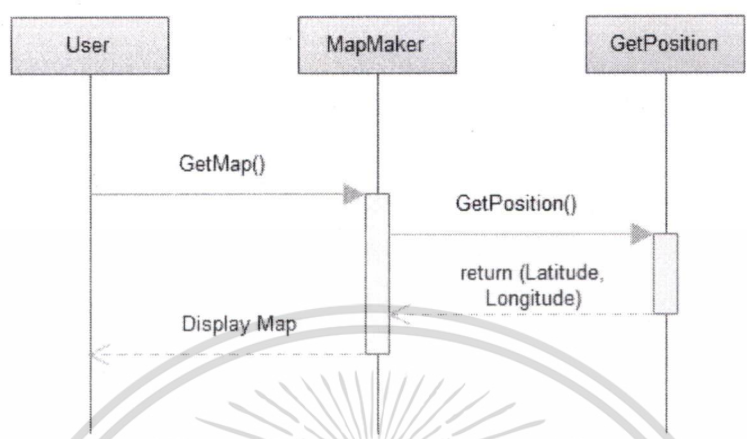 User
MapMaker
GetPosition
GetMap()
GetPosition()
return (Latitude,
Longitude)
Display Map